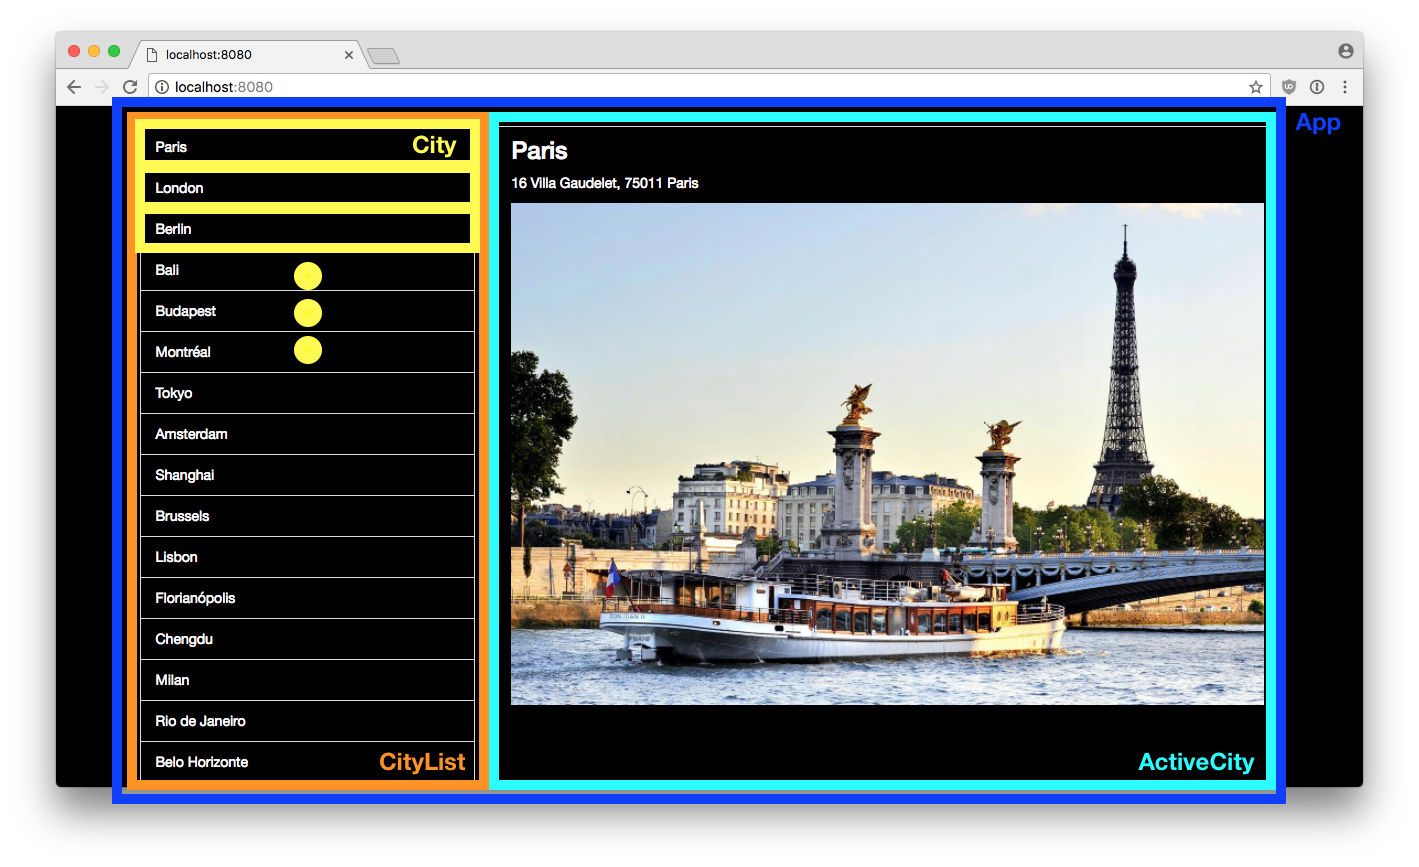 localhost:8080
localhost:8080
App
Paris
City
London
Berlin
Bali
Budapest
Montréal
Tokyo
Amsterdam
Shanghai
Brussels
Lisbon
Florianópolis
Chengdu
Milan
Rio de Janeiro
Belo Horizonte
CityList
Paris
16 Villa Gaudelet, 75011 Paris
ActiveCity